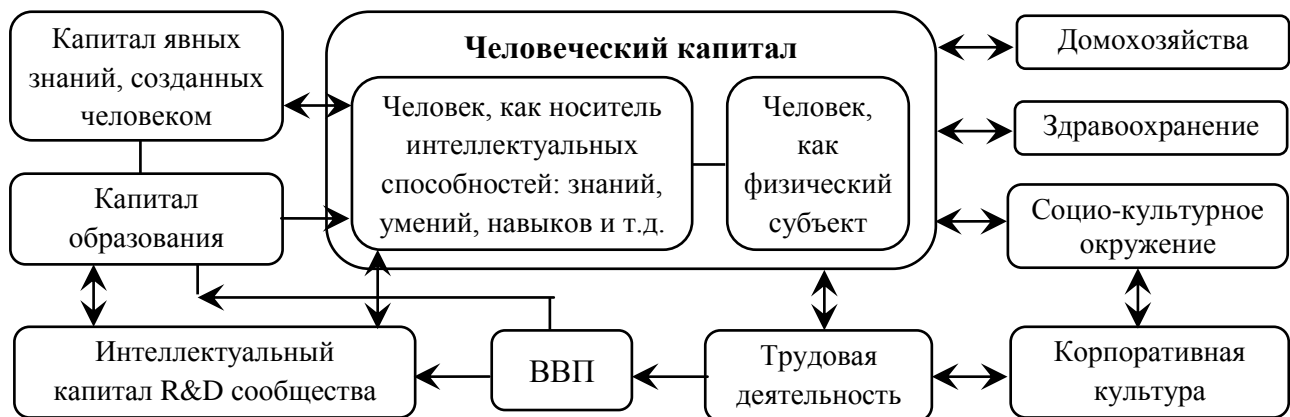 Капитал явных
знаний, созданных
человеком
Человеческий капитал
Человек, как носитель
интеллектуальных
способностей: знаний,
умений, навыков и т.д.
Человек,
как
физический
субъект
Домохозяйства
Здравоохранение
Социо-культурное
окружение
Капитал
образования
Интеллектуальный
капитал R&D сообщества
ВВП
Трудовая
деятельность
Корпоративная
культура